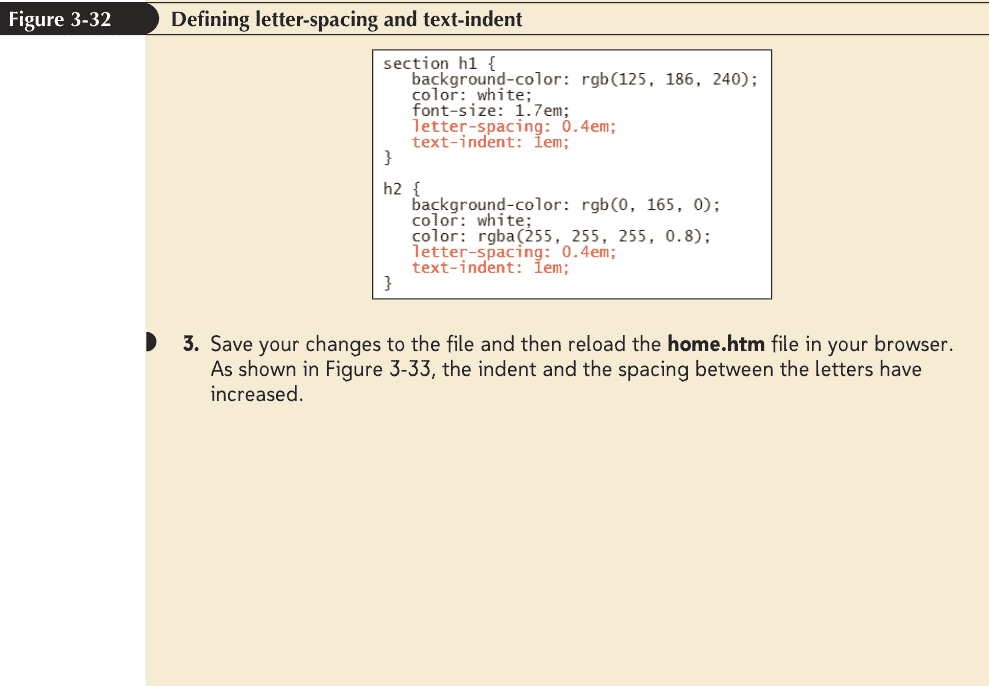 Figure 3-32
Defining letter-spacing and text-indent
section h1 {
background-color: rgb(125, 186, 240);
color: white;
font-size: 1.7em;
letter-spacing: 0.4em;
text-indent: 1em;
}
h2 {
background-color: rgb(0, 165, 0);
color: white;
color: rgba(255, 255, 255, 0.8);
letter-spacing: 0.4em;
text-indent: 1em;
}
3. Save your changes to the file and then reload the home.htm file in your browser.
As shown in Figure 3-33, the indent and the spacing between the letters have
increased.